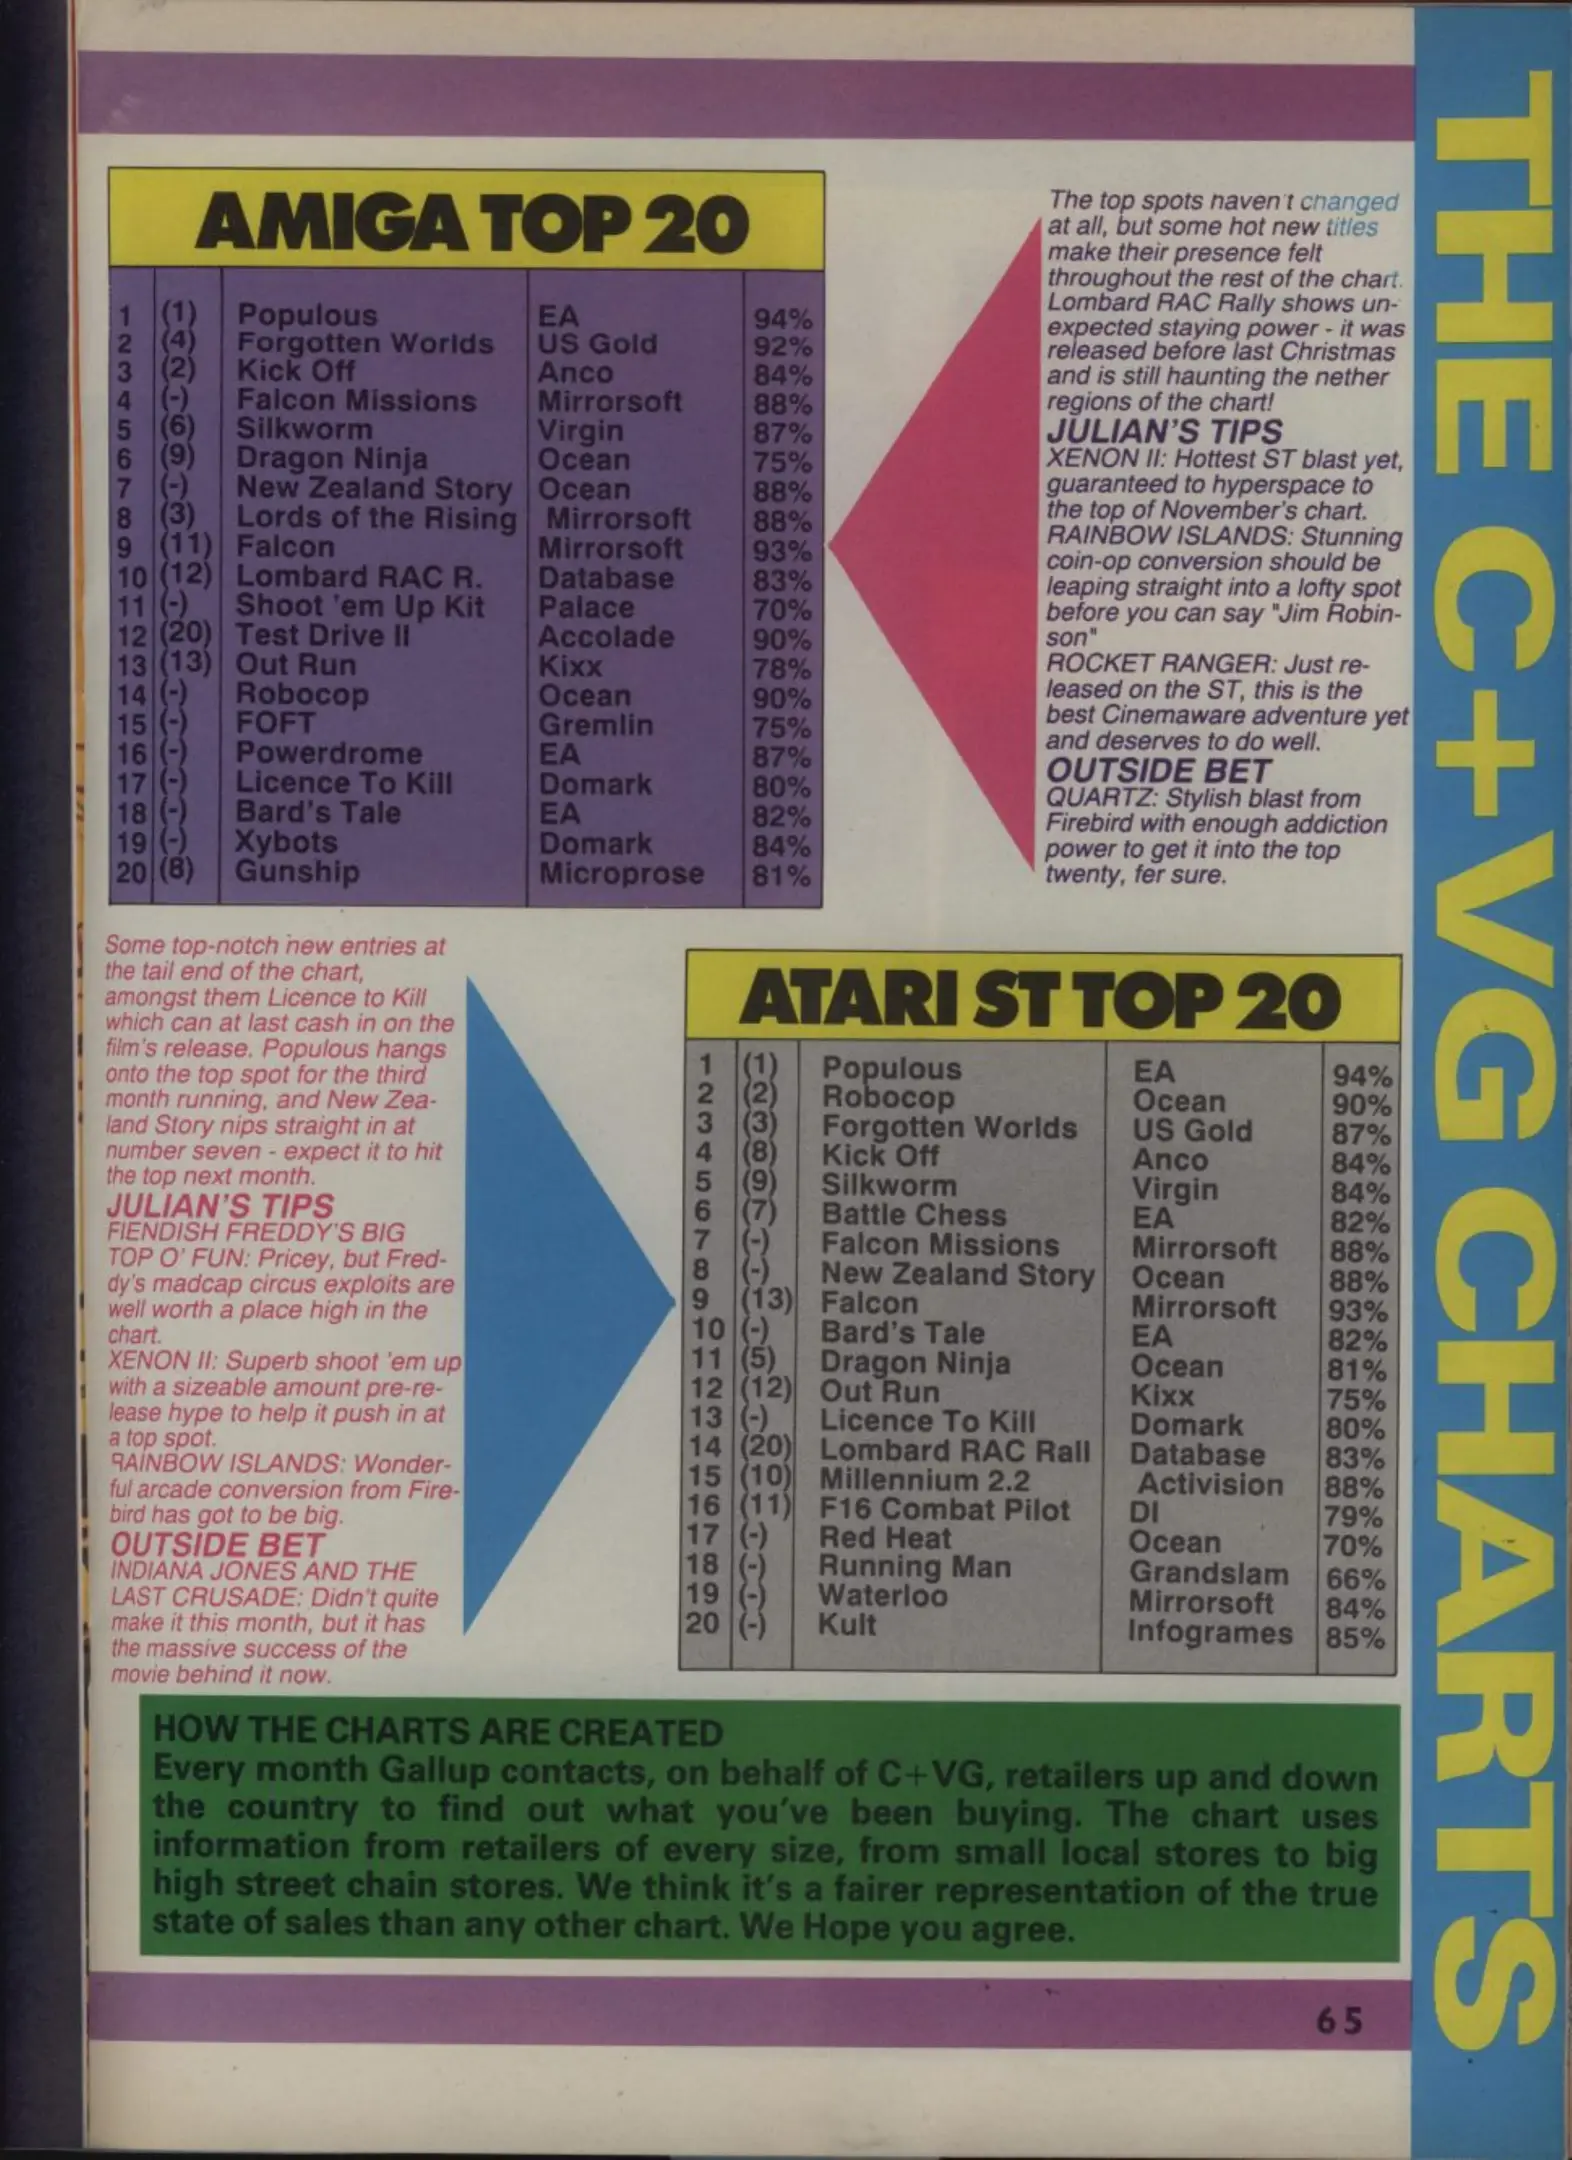 AMIGA TOP 20
1 (1) Populous EA 94%
2 (4) Forgotten Worlds US Gold 92%
3 (2) Kick Off Anco 84%
4 (-) Falcon Missions Mirrorsoft 88%
5 (6) Silkworm Virgin 87%
6 (9) Dragon Ninja Ocean 75%
7 (-) New Zealand Story Ocean 88%
8 (3) Lords of the Rising Mirrorsoft 88%
9 (11) Falcon Mirrorsoft 93%
10 (12) Lombard RAC R. Database 83%
11 (-) Shoot 'em Up Kit Palace 70%
12 (20) Test Drive II Accolade 90%
13 (13) Out Run Kixx 78%
14 (-) Robocop Ocean 90%
15 (-) FOFT Gremlin 75%
16 (-) Powerdrome EA 87%
17 (-) Licence To Kill Domark 80%
18 (-) Bard's Tale EA 82%
19 (-) Xybots Domark 84%
20 (8) Gunship Microprose 81%
The top spots haven't changed
at all, but some hot new titles
make their presence felt
throughout the rest of the chart.
Lombard RAC Rally shows un-
expected staying power - it was
released before last Christmas
and is still haunting the nether
regions of the chart!
JULIAN'S TIPS
XENON II: Hottest ST blast yet,
guaranteed to hyperspace to
the top of November's chart.
RAINBOW ISLANDS: Stunning
coin-op conversion should be
leaping straight into a lofty spot
before you can say "Jim Robin-
son"
ROCKET RANGER: Just re-
leased on the ST, this is the
best Cinemaware adventure yet
and deserves to do well.
OUTSIDE BET
QUARTZ: Stylish blast from
Firebird with enough addiction
power to get it into the top
twenty, fer sure.
Some top-notch new entries at
the tail end of the chart,
amongst them Licence to Kill
which can at last cash in on the
film's release. Populous hangs
onto the top spot for the third
month running, and New Zea-
land Story nips straight in at
number seven - expect it to hit
the top next month.
JULIAN'S TIPS
FIENDISH FREDDY'S BIG
TOP O' FUN: Pricey, but Fred-
dy's madcap circus exploits are
well worth a place high in the
chart.
XENON II: Superb shoot 'em up
with a sizeable amount pre-re-
lease hype to help it push in at
a top spot.
RAINBOW ISLANDS: Wonder-
ful arcade conversion from Fire-
bird has got to be big.
OUTSIDE BET
INDIANA JONES AND THE
LAST CRUSADE: Didn't quite
make it this month, but it has
the massive success of the
movie behind it now.
ATARI ST TOP 20
1 (1) Populous EA 94%
2 (2) Robocop Ocean 90%
3 (3) Forgotten Worlds US Gold 87%
4 (8) Kick Off Anco 84%
5 (9) Silkworm Virgin 84%
6 (7) Battle Chess EA 82%
7 (-) Falcon Missions Mirrorsoft 88%
8 (-) New Zealand Story Ocean 88%
9 (13) Falcon Mirrorsoft 93%
10 (-) Bard's Tale EA 82%
11 (5) Dragon Ninja Ocean 81%
12 (12) Out Run Kixx 75%
13 (-) Licence To Kill Domark 80%
14 (20) Lombard RAC Rall Database 83%
15 (10) Millennium 2.2 Activision 88%
16 (11) F16 Combat Pilot DI 79%
17 (-) Red Heat Ocean 70%
18 (-) Running Man Grandslam 66%
19 (-) Waterloo Mirrorsoft 84%
20 (-) Kult Infogrames 85%
HOW THE CHARTS ARE CREATED
Every month Gallup contacts, on behalf of C+VG, retailers up and down
the country to find out what you've been buying. The chart uses
information from retailers of every size, from small local stores to big
high street chain stores. We think it's a fairer representation of the true
state of sales than any other chart. We Hope you agree.
65
THE C+VG CHARTS